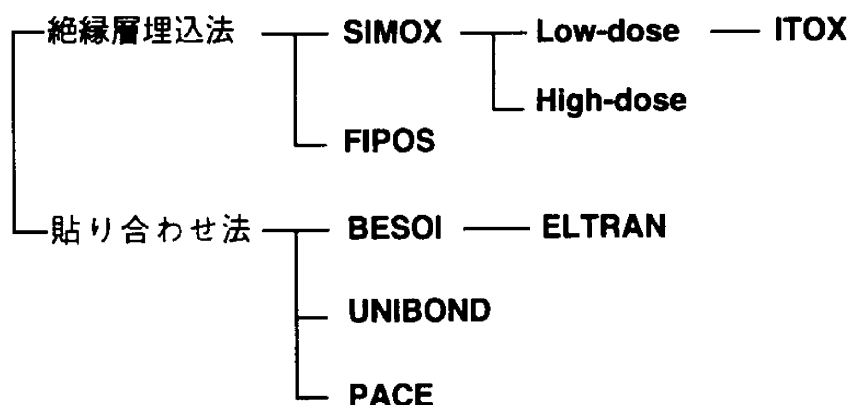 絶縁層埋込法 SIMOX Low-dose ITOX
High-dose
FIPOS
貼り合わせ法 BESOI ELTRAN
UNIBOND
PACE